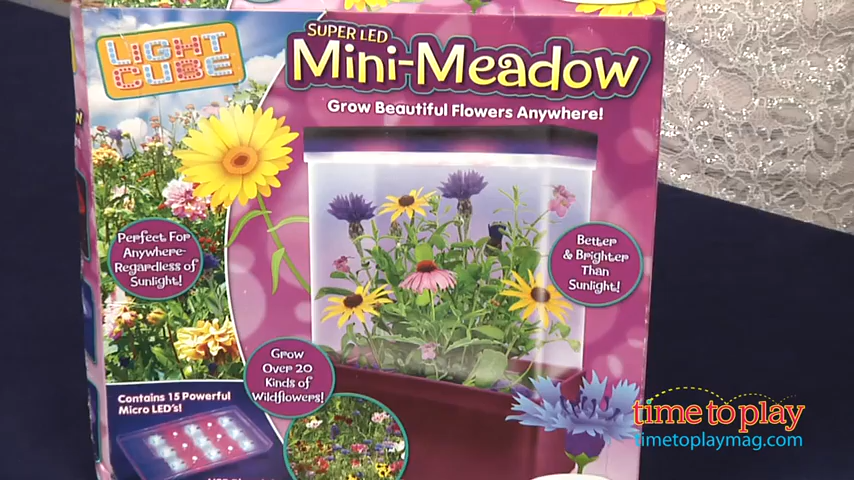 LIGHT
CUBE
SUPER LED
Mini-Meadow
Grow Beautiful Flowers Anywhere!
Perfect For
Anywhere-
Regardless of
Sunlight!
Better
& Brighter
Than
Sunlight!
Grow
Over 20
Kinds of
Wildflowers!
Contains 15 Powerful
Micro LED's!
time to play
timetoplaymag.com